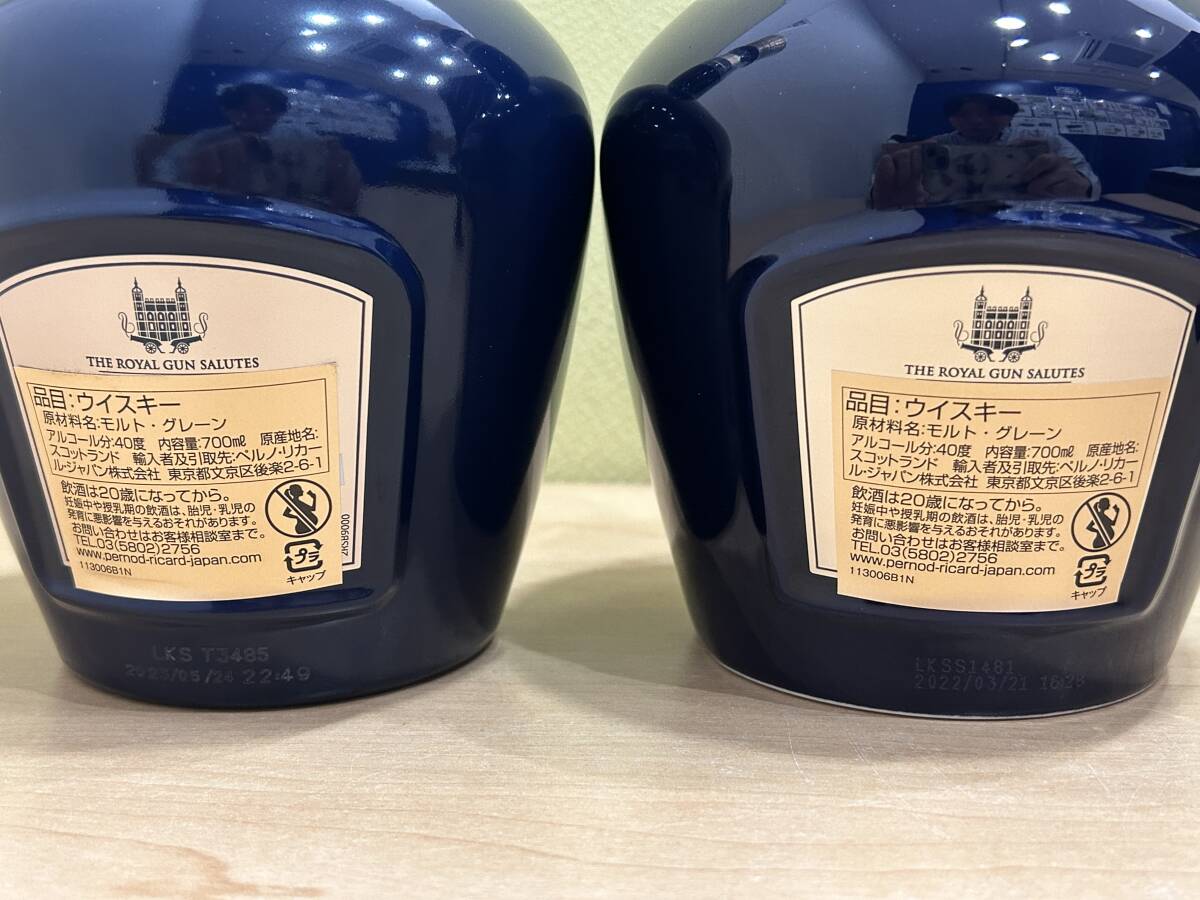 THE ROYAL GUN SALUTES
品目:ウイスキー
原材料名:モルト・グレーン
アルコール分:40度 内容量:700mℓ 原産地名:
スコットランド 輸入者及引取先:ペルノ・リカー
ル・ジャパン株式会社 東京都文京区後楽2-6-1
飲酒は20歳になってから。
妊娠中や授乳期の飲酒は、胎児・乳児の
発育に悪影響を与えるおそれがあります。
お問い合わせはお客様相談室まで。
TEL.03(5802)2756
www.pernod-ricard-japan.com
113006B1N
プラ
キャップ
LKS T3485
2023/05/24 22:49
THE ROYAL GUN SALUTES
品目:ウイスキー
原材料名:モルト・グレーン
アルコール分:40度 内容量:700mℓ 原産地名:
スコットランド 輸入者及引取先:ペルノ・リカー
ル・ジャパン株式会社 東京都文京区後楽2-6-1
飲酒は20歳になってから。
妊娠中や授乳期の飲酒は、胎児・乳児の
発育に悪影響を与えるおそれがあります。
お問い合わせはお客様相談室まで。
TEL.03(5802)2756
www.pernod-ricard-japan.com
113006B1N
プラ
キャップ
LKSS1481
2022/03/21 16:28